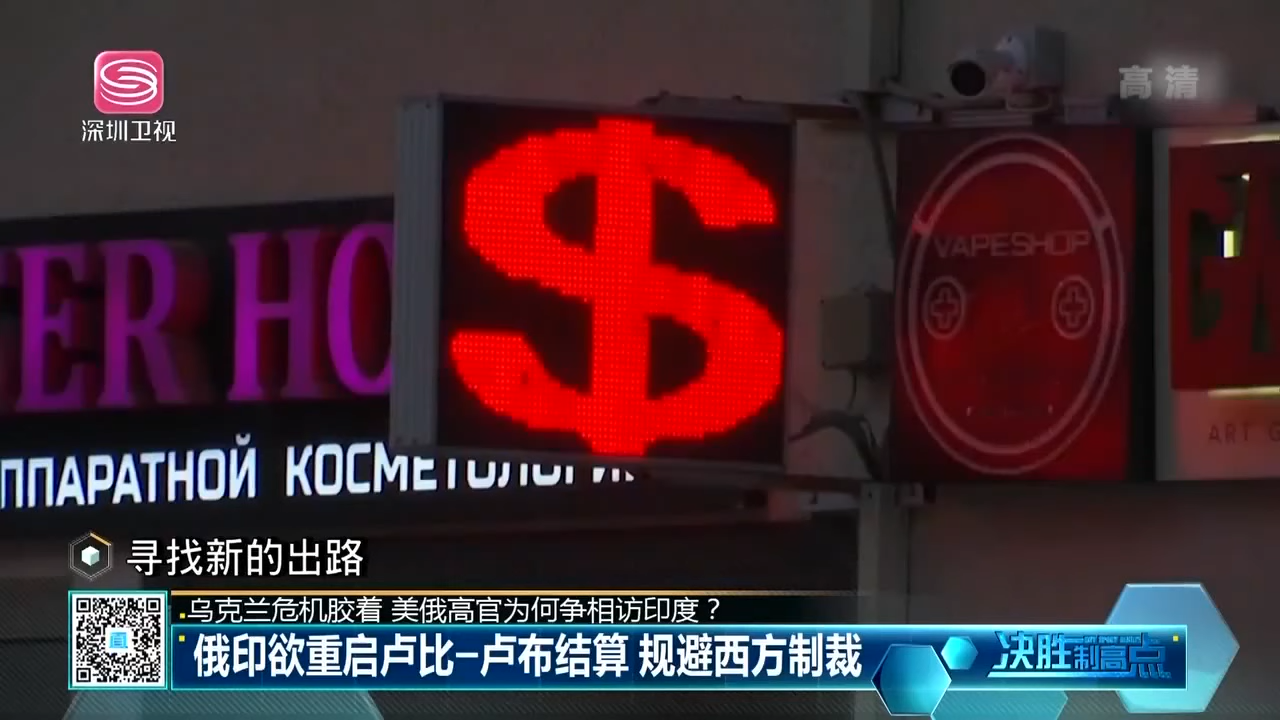 深圳卫视
高清
ER HO
$
VAPESHOP
ППАРАТНОЙ КОСМЕТОЛОГИ
ART
寻找新的出路
乌克兰危机胶着 美俄高官为何争相访印度？
俄印欲重启卢比-卢布结算 规避西方制裁
决胜制高点